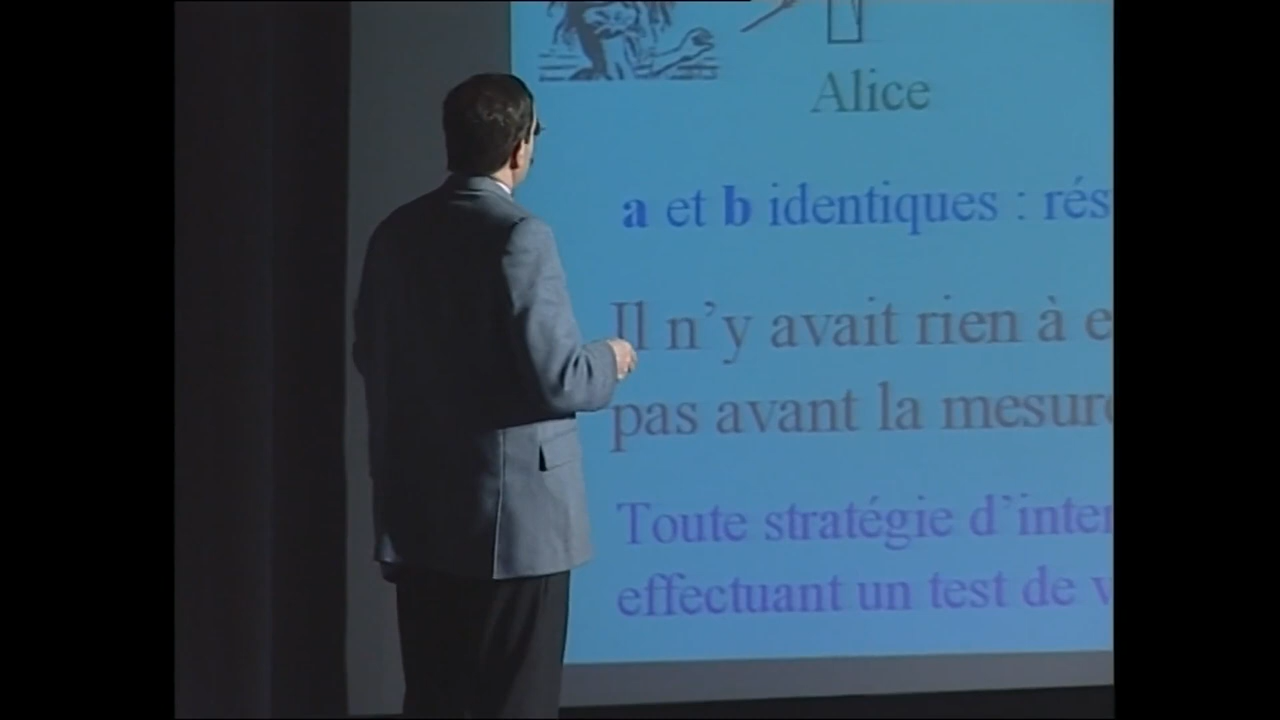 Alice
a et b identiques : rés
Il n’y avait rien à e
pas avant la mesure
Toute stratégie d’inter
effectuant un test de v